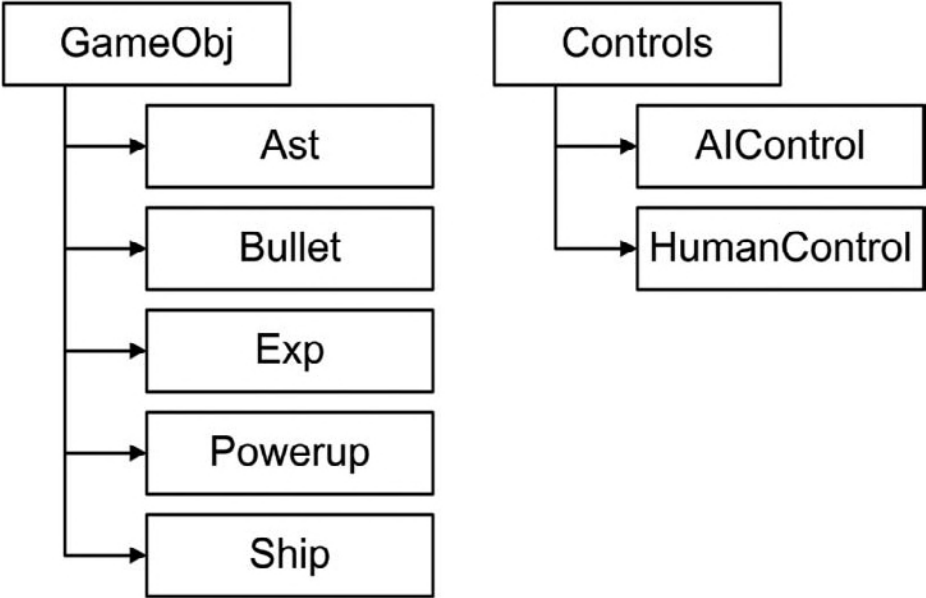 GameObj
Ast
Bullet
Exp
Powerup
Ship
Controls
AIControl
HumanControl